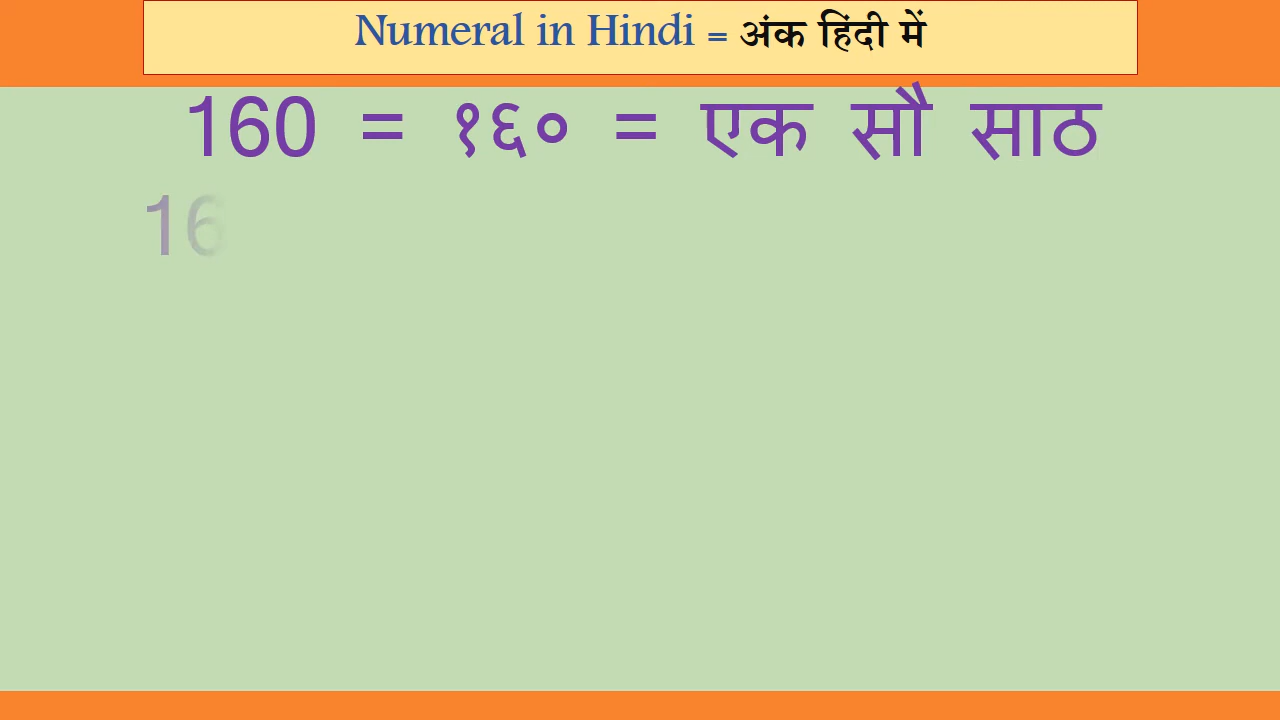 Numeral in Hindi = अंक हिंदी में
160 = १६० = एक सौ साठ
16